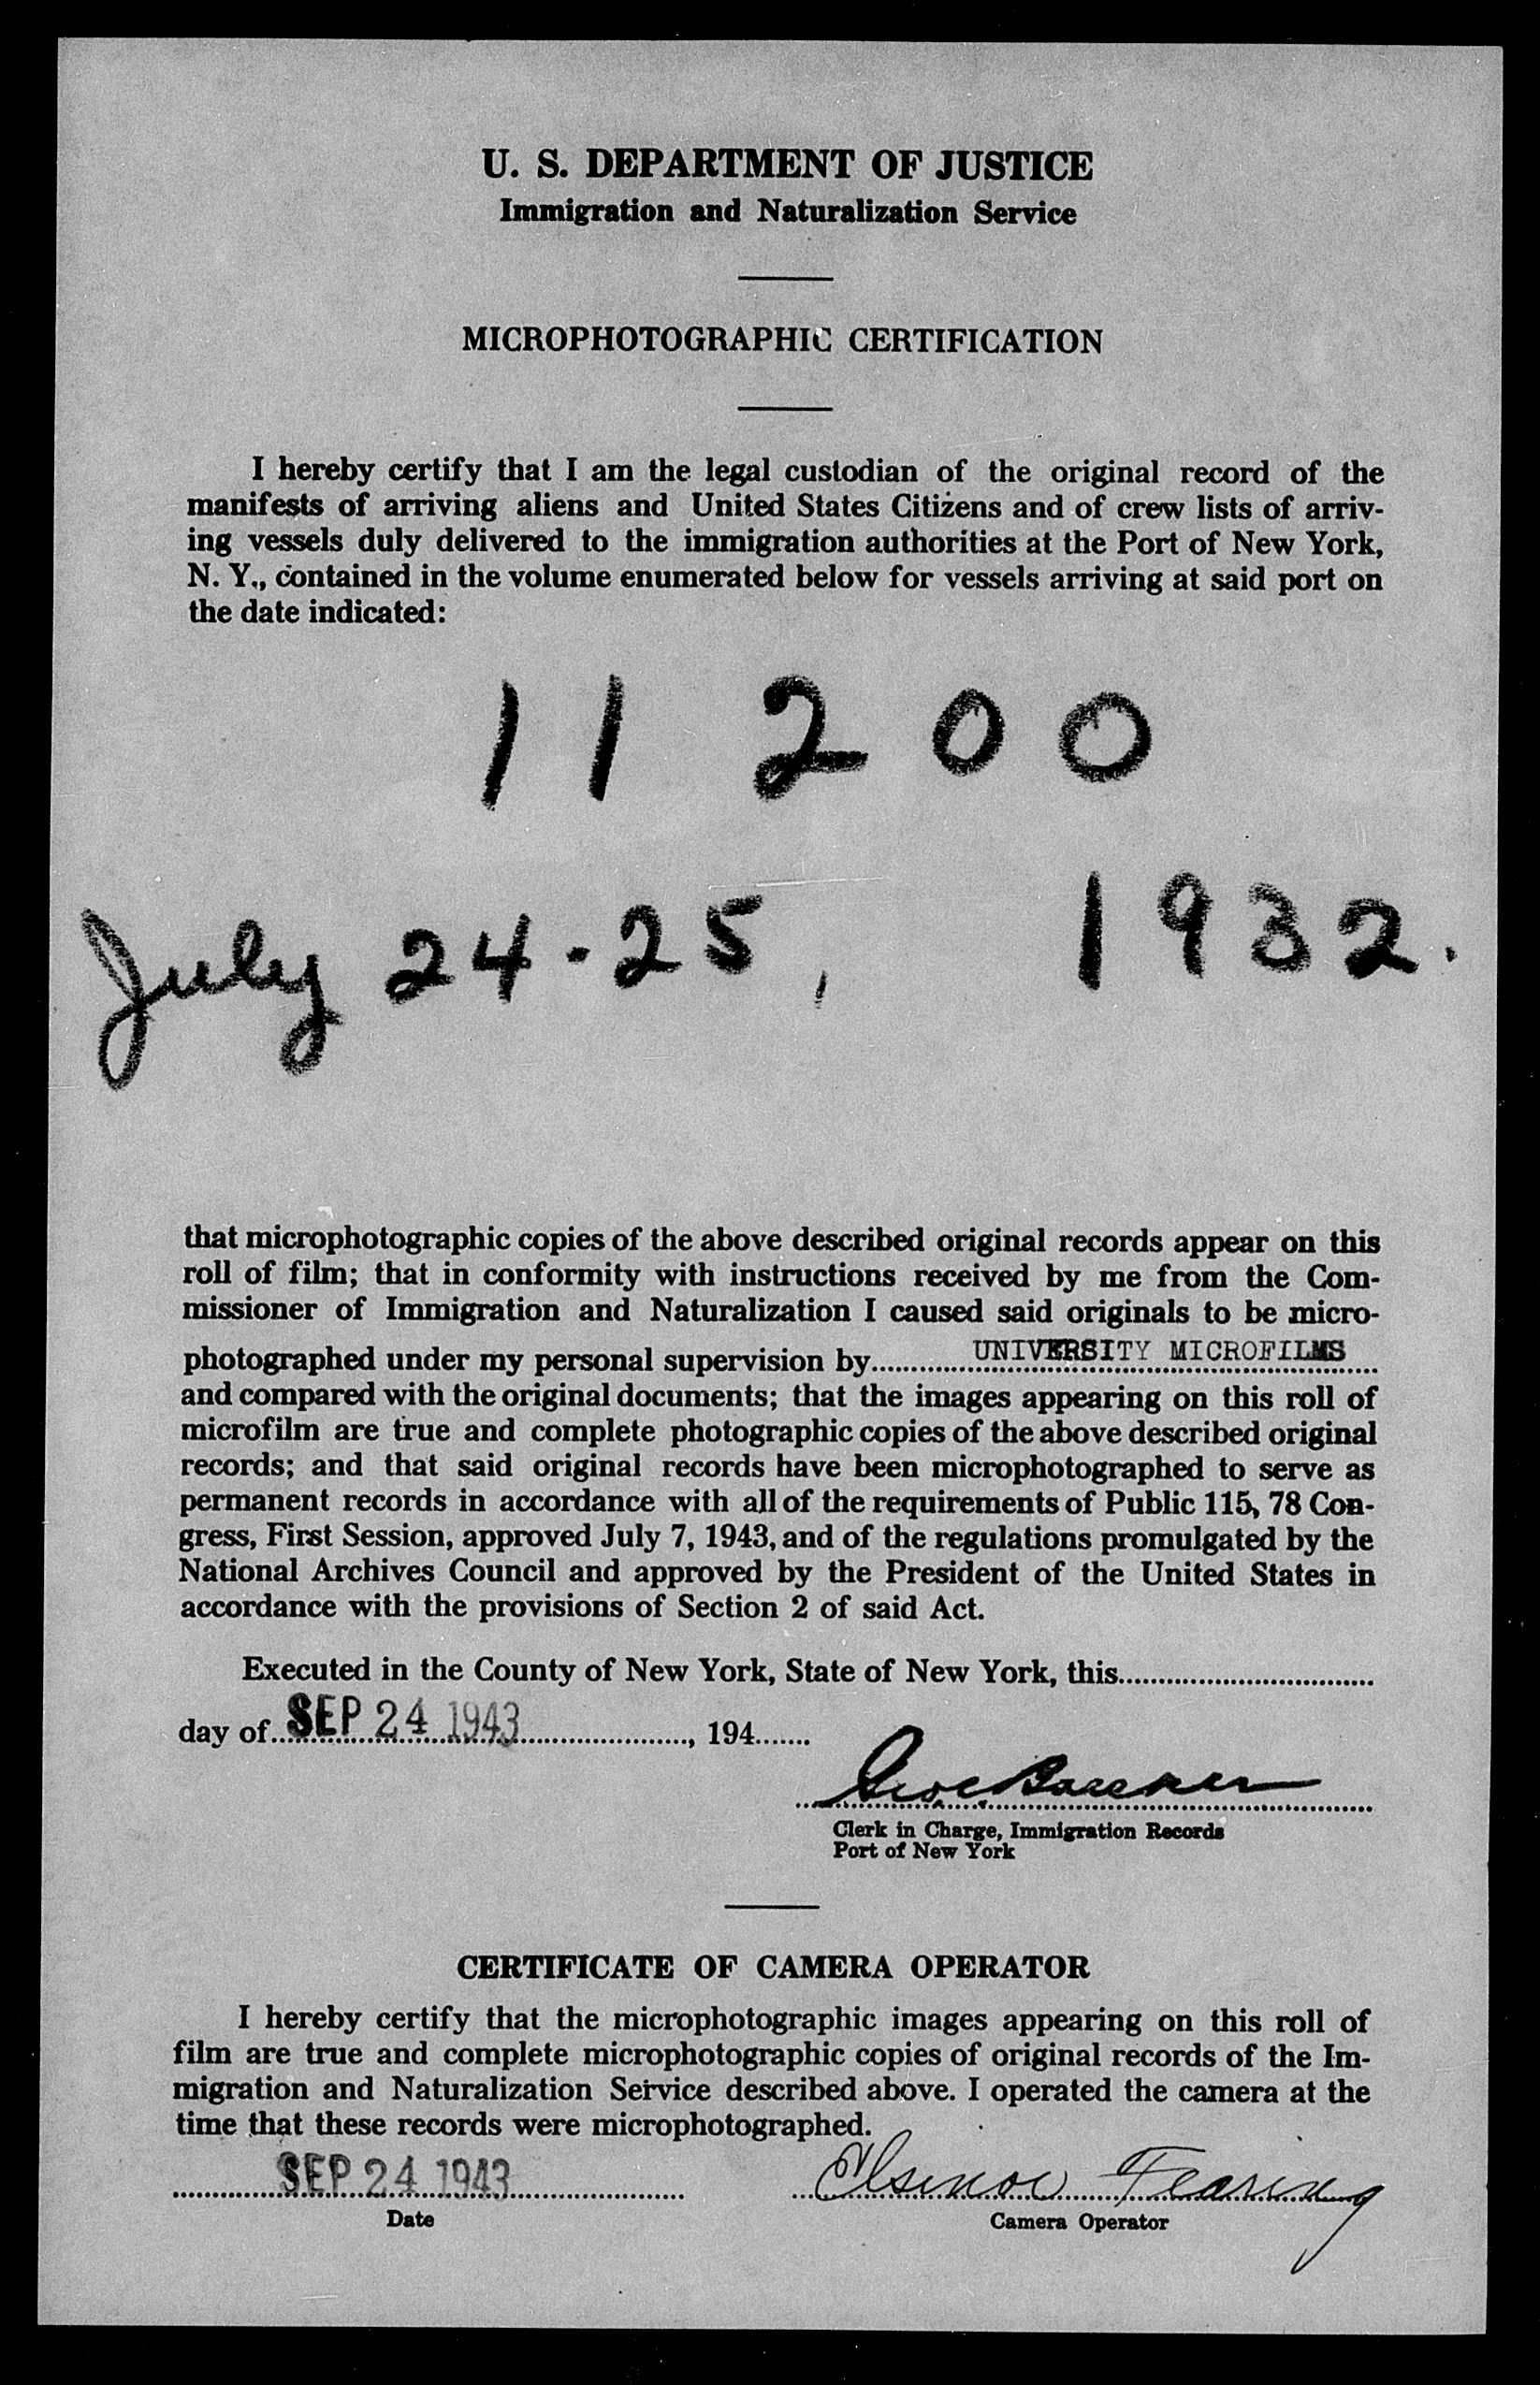 U. S. DEPARTMENT OF JUSTICE
Immigration and Naturalization Service
MICROPHOTOGRAPHIC CERTIFICATION
I hereby certify that I am the legal custodian of the original record of the
manifests of arriving aliens and United States Citizens and of crew lists of arriv-
ing vessels duly delivered to the immigration authorities at the Port of New York,
N. Y., contained in the volume enumerated below for vessels arriving at said port on
the date indicated:
11 200
July 24-25, 1932.
that microphotographic copies of the above described original records appear on this
roll of film; that in conformity with instructions received by me from the Com-
missioner of Immigration and Naturalization I caused said originals to be micro-
photographed under my personal supervision by UNIVERSITY MICROFILMS
and compared with the original documents; that the images appearing on this roll of
microfilm are true and complete photographic copies of the above described original
records; and that said original records have been microphotographed to serve as
permanent records in accordance with all of the requirements of Public 115, 78 Con-
gress, First Session, approved July 7, 1943, and of the regulations promulgated by the
National Archives Council and approved by the President of the United States in
accordance with the provisions of Section 2 of said Act.
Executed in the County of New York, State of New York, this
day of SEP 24 1943, 194
Clerk in Charge, Immigration Records
Port of New York
CERTIFICATE OF CAMERA OPERATOR
I hereby certify that the microphotographic images appearing on this roll of
film are true and complete microphotographic copies of original records of the Im-
migration and Naturalization Service described above. I operated the camera at the
time that these records were microphotographed.
SEP 24 1943 Fearing
Date Camera Operator